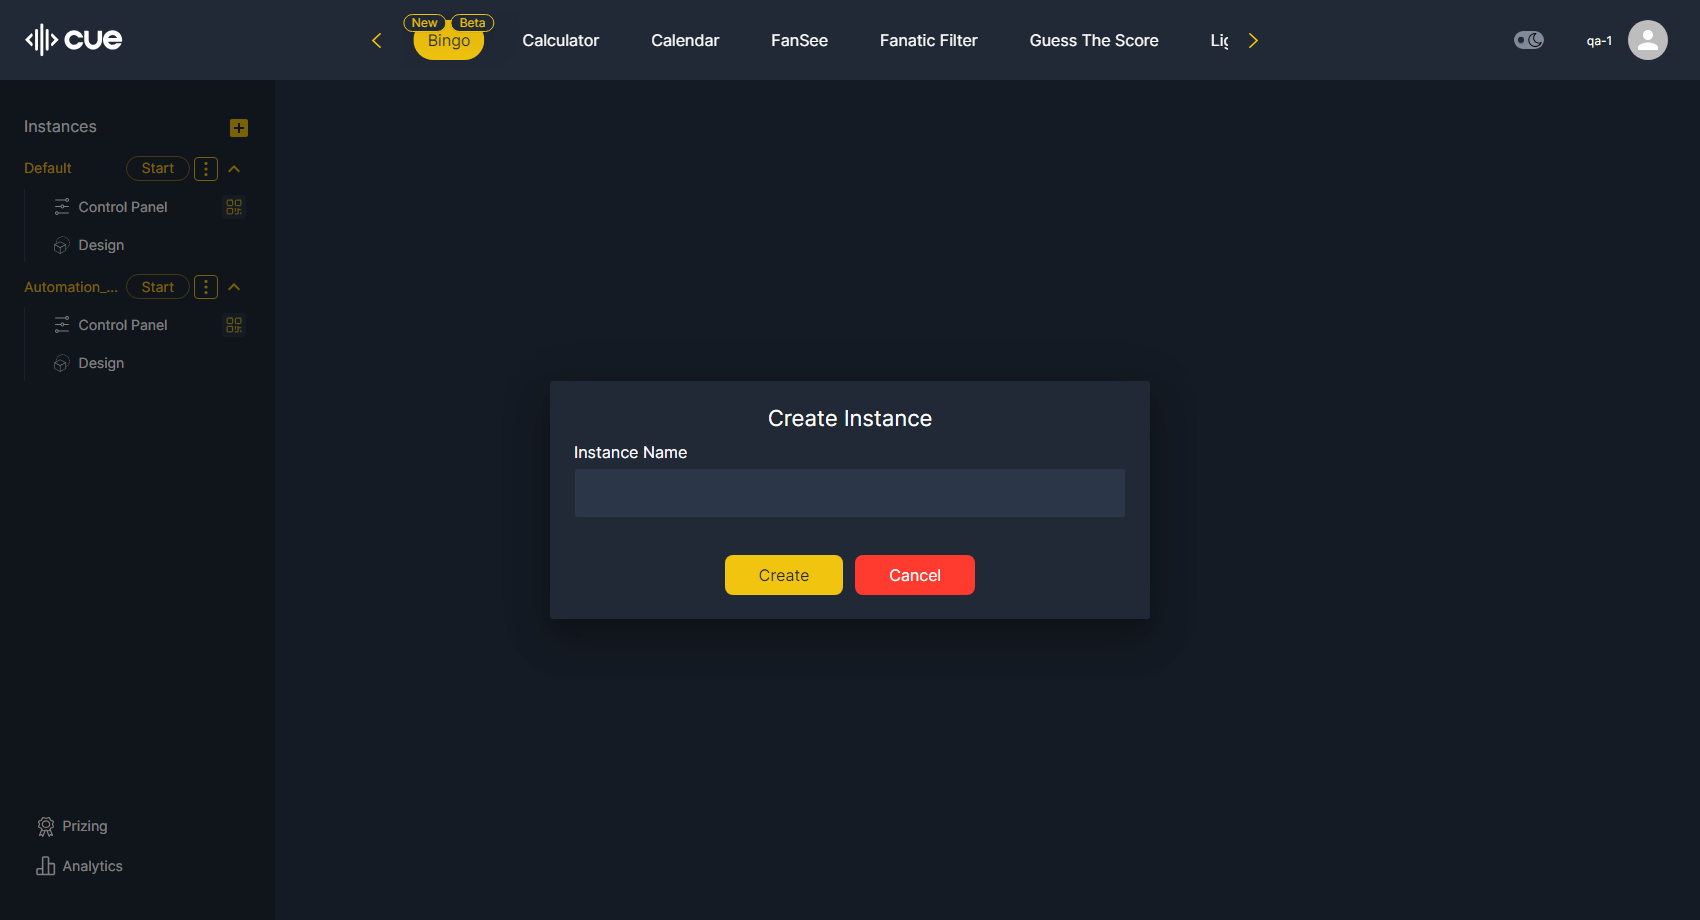 cue
New Beta
Bingo Calculator Calendar FanSee Fanatic Filter Guess The Score Lig
qa-1
Instances
Default Start
Control Panel
Design
Automation_... Start
Control Panel
Design
Create Instance
Instance Name
Create Cancel
Prizing
Analytics